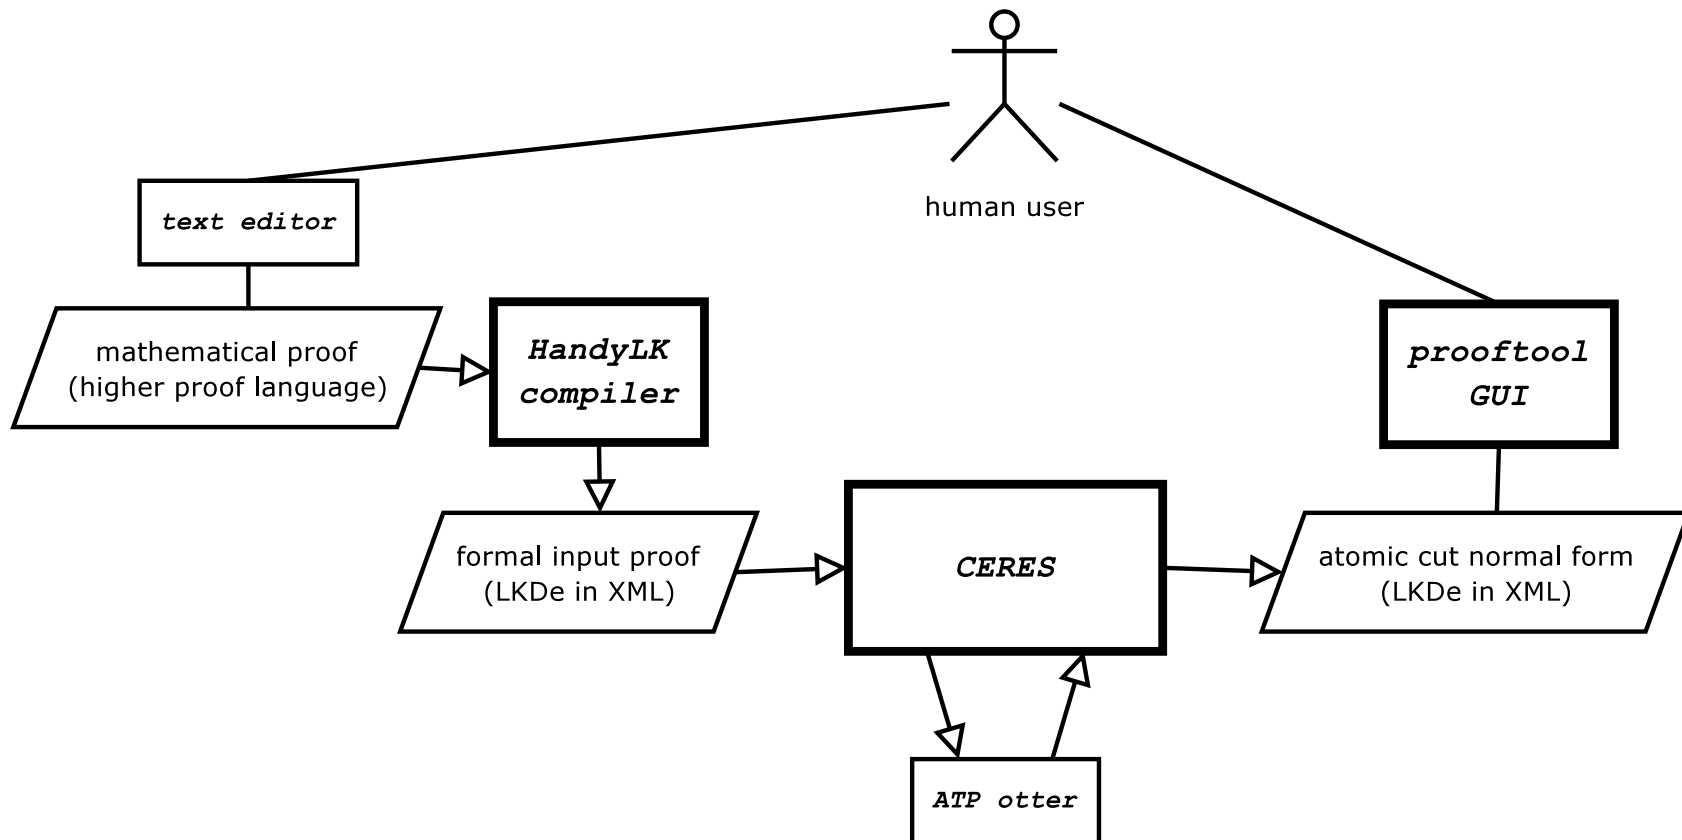 human user
text editor
mathematical proof
(higher proof language)
HandyLK
compiler
prooftool
GUI
formal input proof
(LKDe in XML)
CERES
atomic cut normal form
(LKDe in XML)
ATP otter